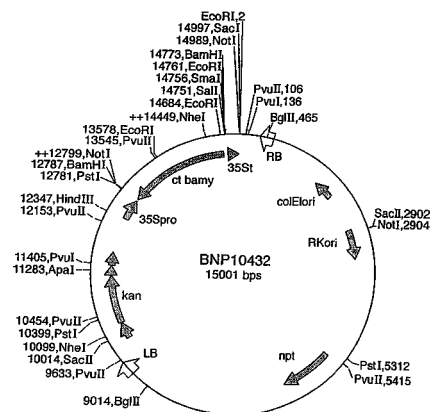 EcoRI,2
14997,SacI
14989,NotI
14773,BamHI
14761,EcoRI
14756,SmaI
14751,SalI
14684,EcoRI
++14449,NheI
13578,EcoRI
13545,PvuII
++12799,NotI
12787,BamHI
12781,PstI
12347,HindIII
12153,PvuII
11405,PvuI
11283,ApaI
10454,PvuII
10399,PstI
10099,NheI
10014,SacII
9633,PvuII
9014,BglII
PvuII,106
PvuI,136
BglII,465
RB
35St
ct bamy
35Spro
colEIori
SacII,2902
NotI,2904
RKori
BNP10432
15001 bps
kan
LB
npt
PstI,5312
PvuII,5415